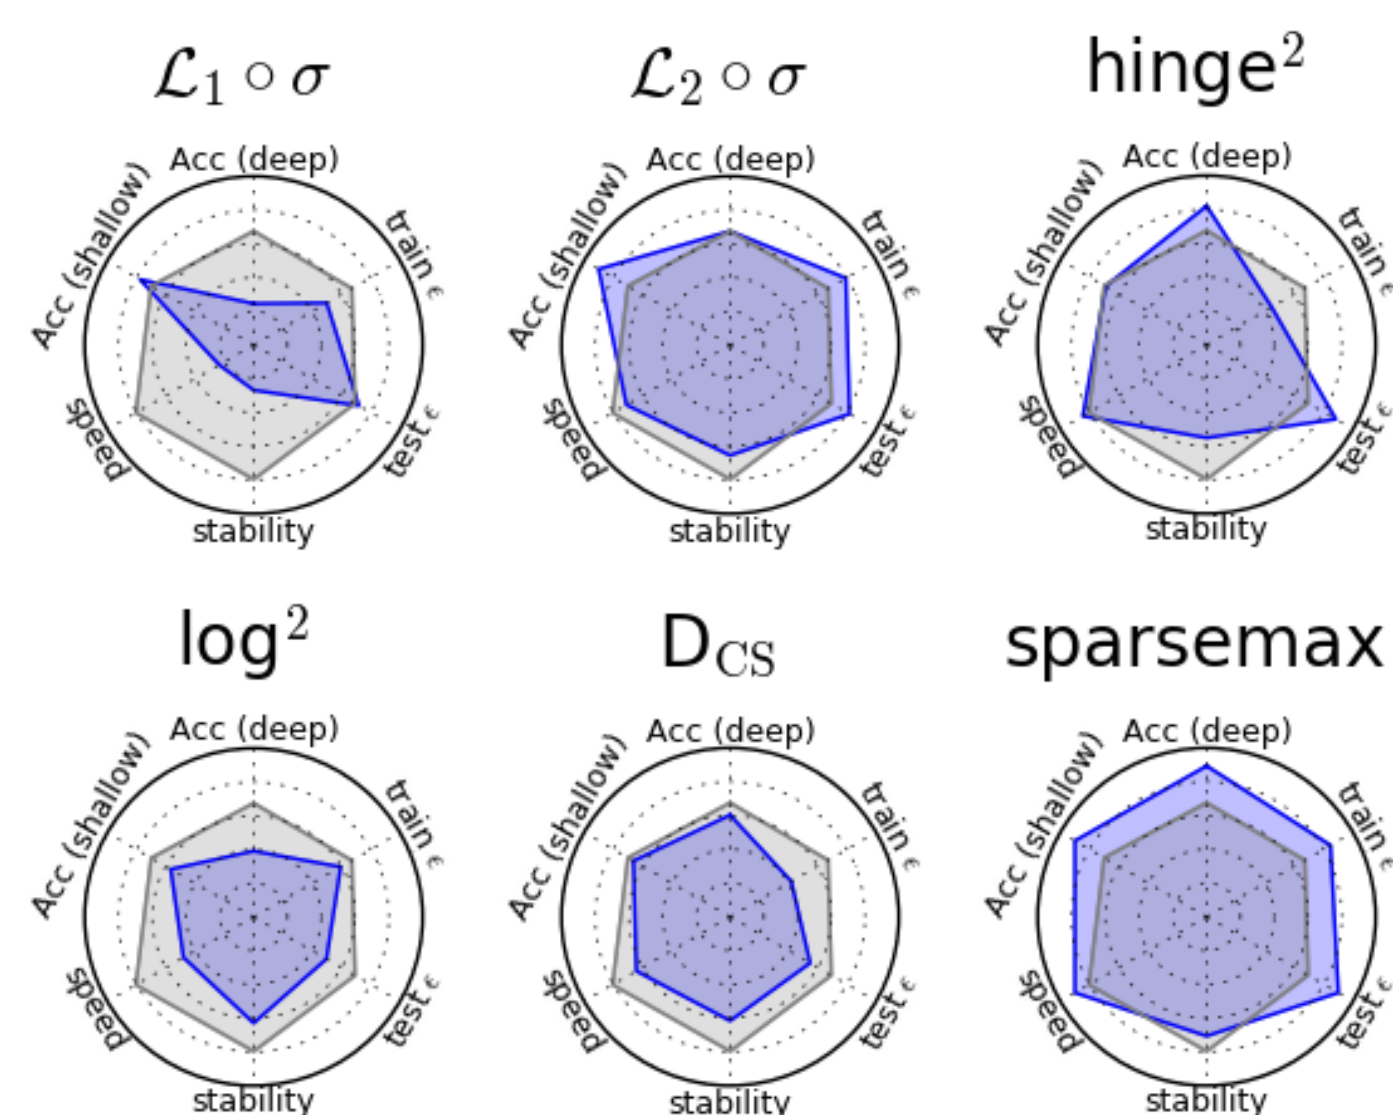 ℒ₁ ∘ σ
ℒ₂ ∘ σ
hinge²
Acc (deep)
Acc (shallow)
train ϵ
speed
test ϵ
stability
Acc (deep)
Acc (shallow)
train ϵ
speed
test ϵ
stability
Acc (deep)
Acc (shallow)
train ϵ
speed
test ϵ
stability
log²
D_CS
sparsemax
Acc (deep)
Acc (shallow)
train ϵ
speed
test ϵ
stability
Acc (deep)
Acc (shallow)
train ϵ
speed
test ϵ
stability
Acc (deep)
Acc (shallow)
train ϵ
speed
test ϵ
stability